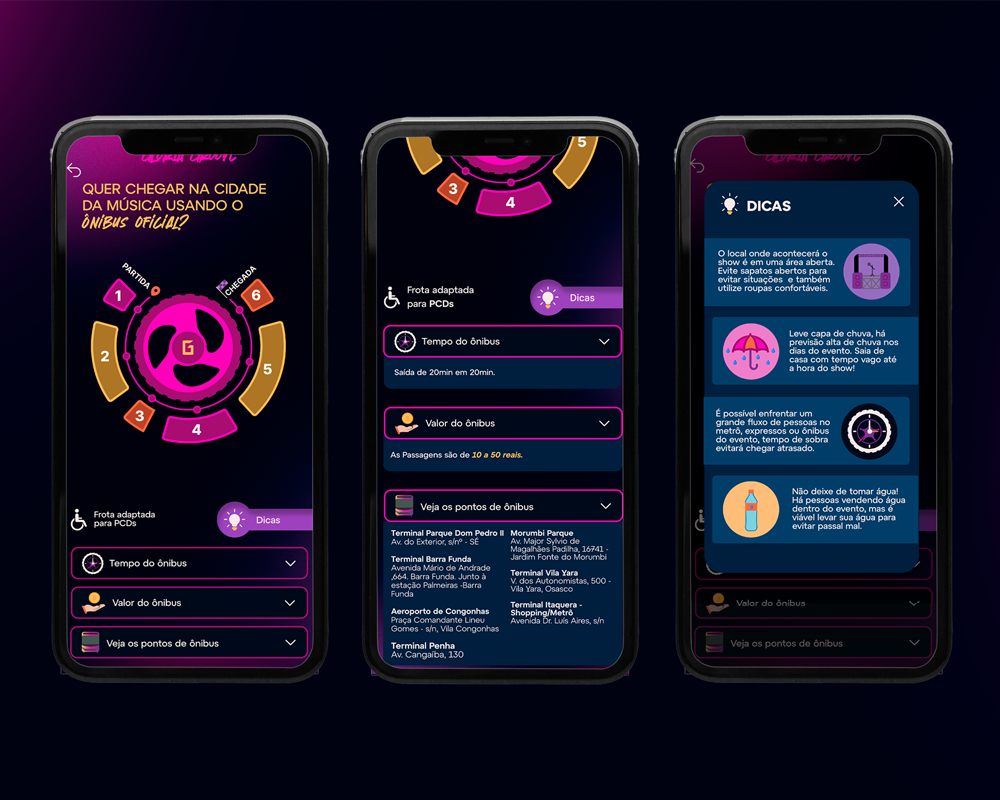 QUER CHEGAR NA CIDADE
DA MÚSICA USANDO O
ÔNIBUS OFICIAL?
PARTIDA
CHEGADA
1
6
2
G
5
3
4
Frota adaptada
para PCDs
Dicas
Tempo do ônibus
Valor do ônibus
Veja os pontos de ônibus
5
3
4
Frota adaptada
para PCDs
Dicas
Tempo do ônibus
Saída de 20min em 20min.
Valor do ônibus
As Passagens são de 10 a 50 reais.
Veja os pontos de ônibus
Terminal Parque Dom Pedro II
Av. do Exterior, s/nº - SÉ
Terminal Barra Funda
Avenida Mário de Andrade
,664. Barra Funda. Junto à
estação Palmeiras -Barra
Funda
Aeroporto de Congonhas
Praça Comandante Lineu
Gomes - s/n, Vila Congonhas
Terminal Penha
Av. Cangaíba, 130
Morumbi Parque
Av. Major Sylvio de
Magalhães Padilha, 16741 -
Jardim Fonte do Morumbi
Terminal Vila Yara
V. dos Autonomistas, 500 -
Vila Yara, Osasco
Terminal Itaquera -
Shopping/Metrô
Avenida Dr. Luis Aires, s/n
DICAS
O local onde acontecerá o
show é em uma área aberta.
Evite sapatos abertos para
evitar situações e também
utilize roupas confortáveis.
Leve capa de chuva, há
previsão alta de chuva nos
dias do evento. Saia de
casa com tempo vago até
a hora do show!
É possível enfrentar um
grande fluxo de pessoas no
metrô, expressos ou ônibus
do evento, tempo de sobra
evitará chegar atrasado.
Não deixe de tomar água!
Há pessoas vendendo água
dentro do evento, mas é
viável levar sua água para
evitar passal mal.
Valor do ônibus
Veja os pontos de ônibus